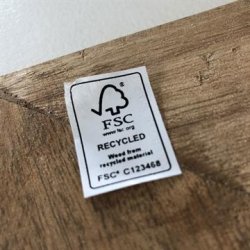 FSC
www.fsc.org
RECYCLED
Wood from
recycled material
FSC® C123468